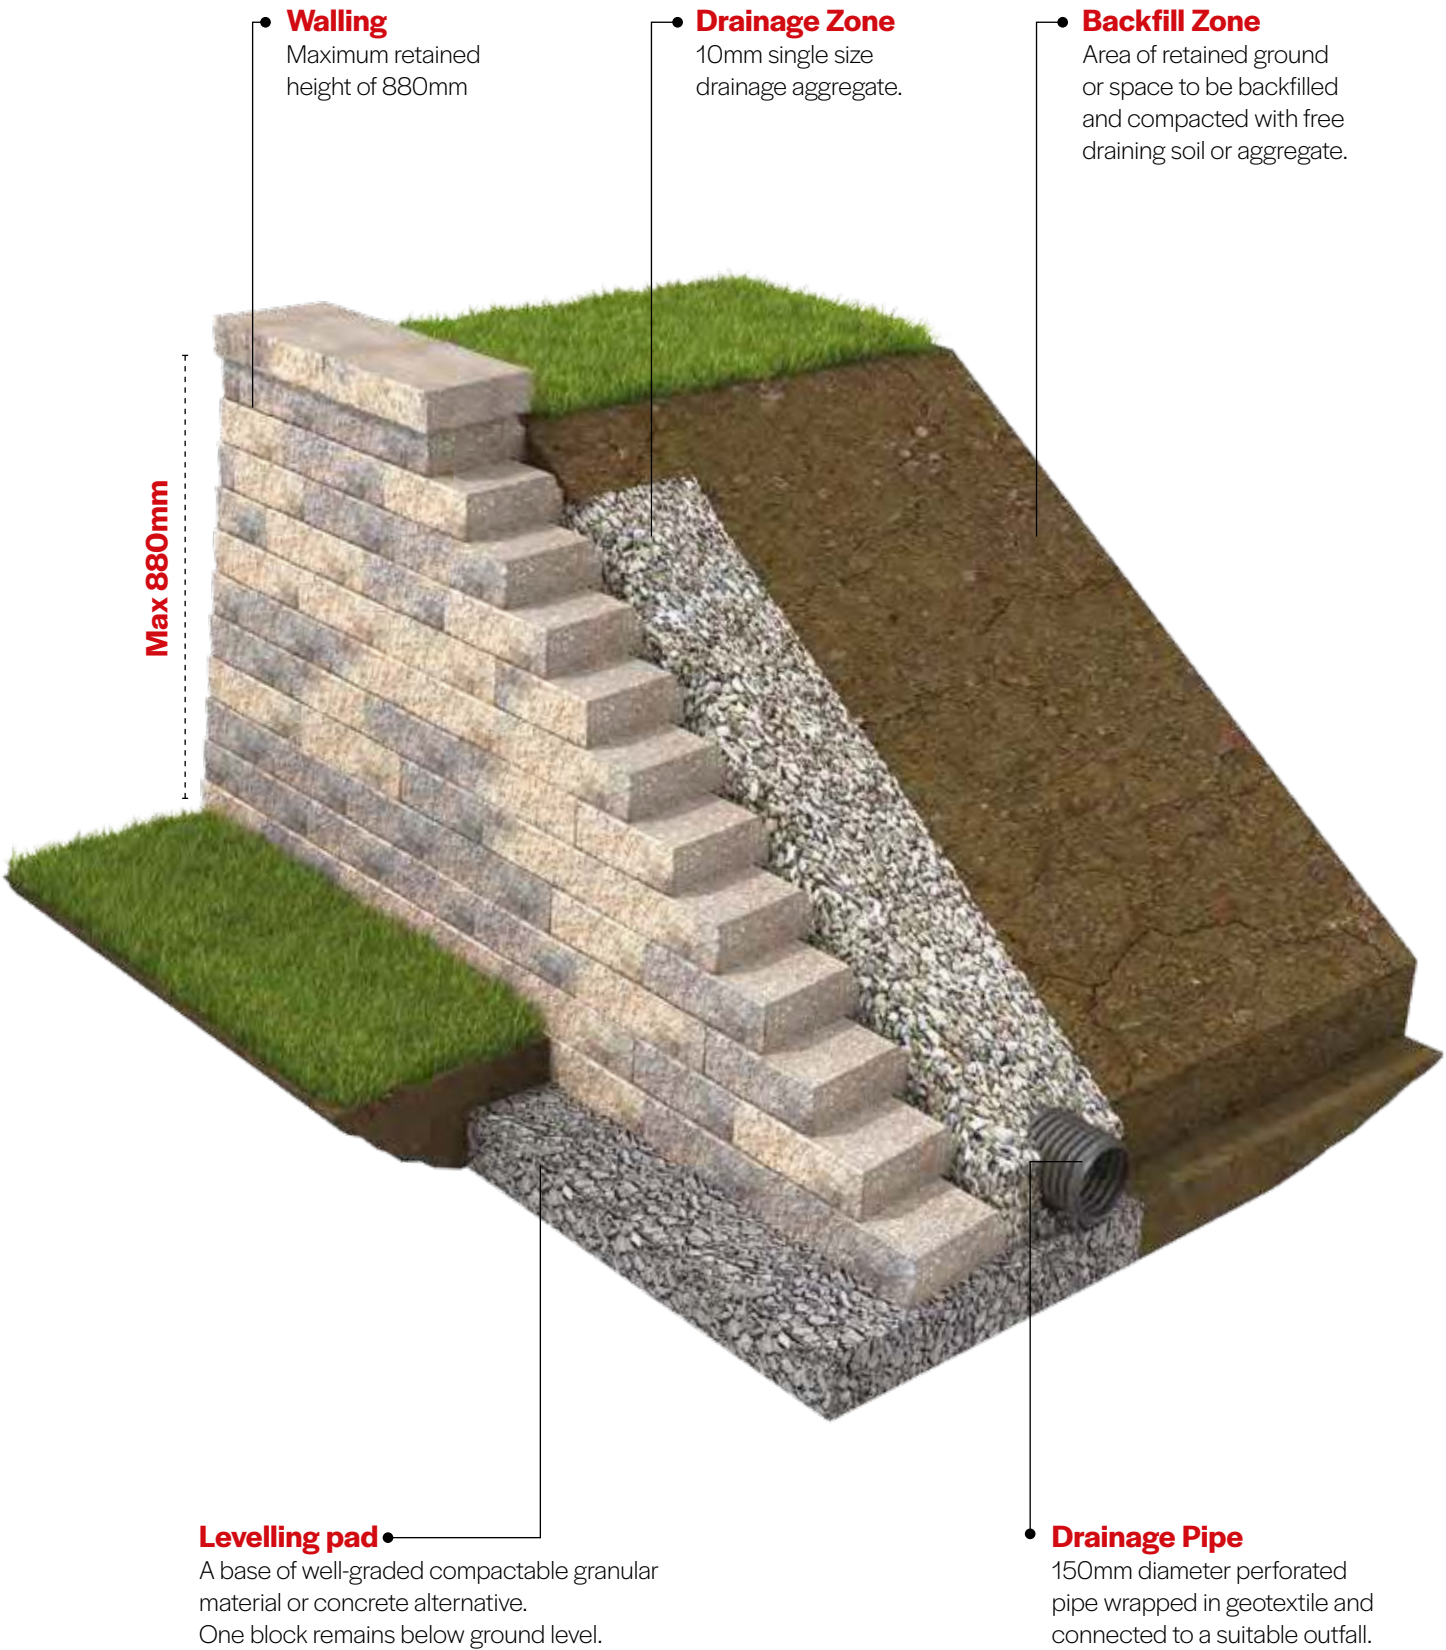 Walling
Maximum retained
height of 880mm
Drainage Zone
10mm single size
drainage aggregate.
Backfill Zone
Area of retained ground
or space to be backfilled
and compacted with free
draining soil or aggregate.
Max 880mm
Levelling pad
A base of well-graded compactable granular
material or concrete alternative.
One block remains below ground level.
Drainage Pipe
150mm diameter perforated
pipe wrapped in geotextile and
connected to a suitable outfall.